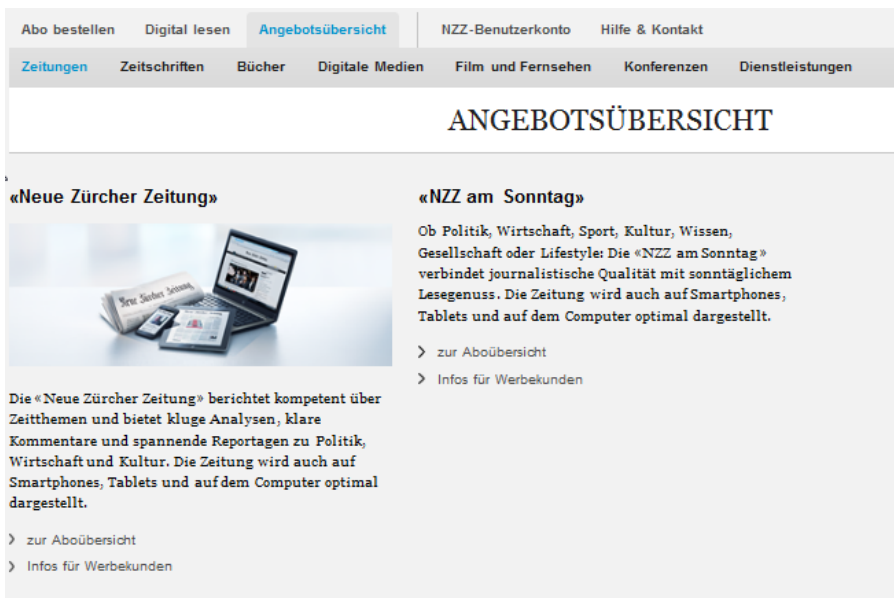 Abo bestellen Digital lesen Angebotsübersicht NZZ-Benutzerkonto Hilfe & Kontakt
Zeitungen Zeitschriften Bücher Digitale Medien Film und Fernsehen Konferenzen Dienstleistungen
ANGEBOTSÜBERSICHT
«Neue Zürcher Zeitung»
Neue Zürcher Zeitung
Die «Neue Zürcher Zeitung» berichtet kompetent über
Zeitthemen und bietet kluge Analysen, klare
Kommentare und spannende Reportagen zu Politik,
Wirtschaft und Kultur. Die Zeitung wird auch auf
Smartphones, Tablets und auf dem Computer optimal
dargestellt.
zur Aboübersicht
Infos für Werbekunden
«NZZ am Sonntag»
Ob Politik, Wirtschaft, Sport, Kultur, Wissen,
Gesellschaft oder Lifestyle: Die «NZZ am Sonntag»
verbindet journalistische Qualität mit sonntäglichem
Lesegenuss. Die Zeitung wird auch auf Smartphones,
Tablets und auf dem Computer optimal dargestellt.
zur Aboübersicht
Infos für Werbekunden